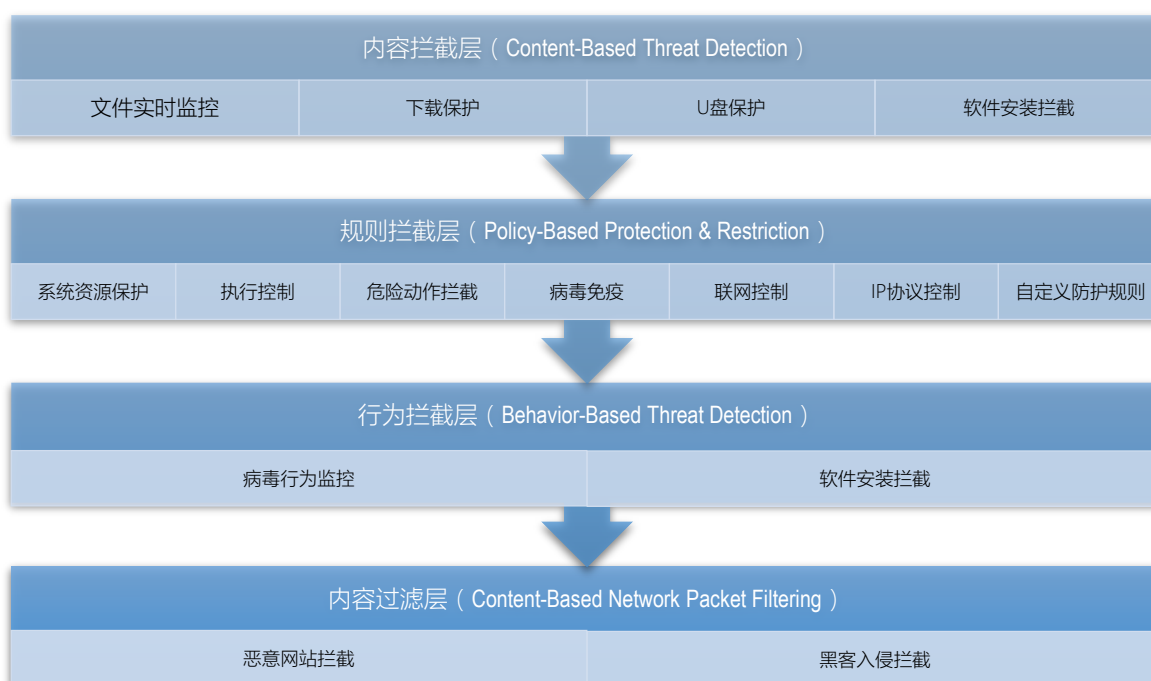 内容拦截层（Content-Based Threat Detection）
文件实时监控 下载保护 U盘保护 软件安装拦截
规则拦截层（Policy-Based Protection & Restriction）
系统资源保护 执行控制 危险动作拦截 病毒免疫 联网控制 IP协议控制 自定义防护规则
行为拦截层（Behavior-Based Threat Detection）
病毒行为监控 软件安装拦截
内容过滤层（Content-Based Network Packet Filtering）
恶意网站拦截 黑客入侵拦截